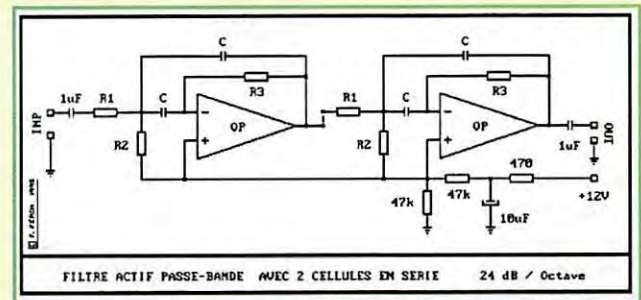 C
C
1uF
R1
C
R3
R1
C
R3
INP
R2
OP
R2
OP
1uF
OUT
47k
47k
470
10uF
+12V
FILTRE ACTIF PASSE-BANDE AVEC 2 CELLULES EN SERIE 24 dB / Octave